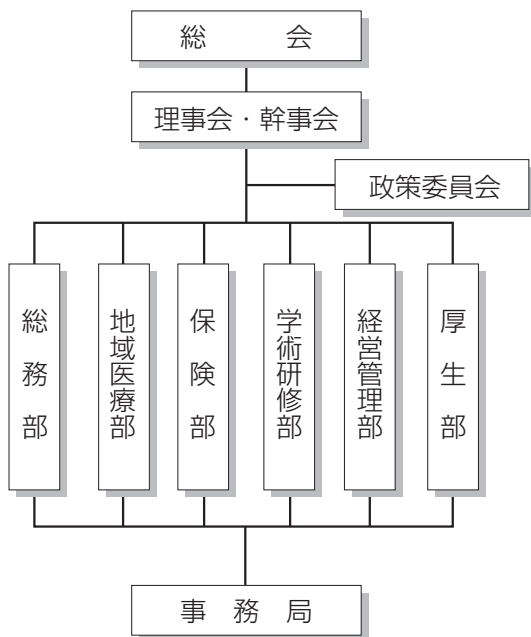 総会
理事会・幹事会
政策委員会
総務部
地域医療部
保険部
学術研修部
経営管理部
厚生部
事務局